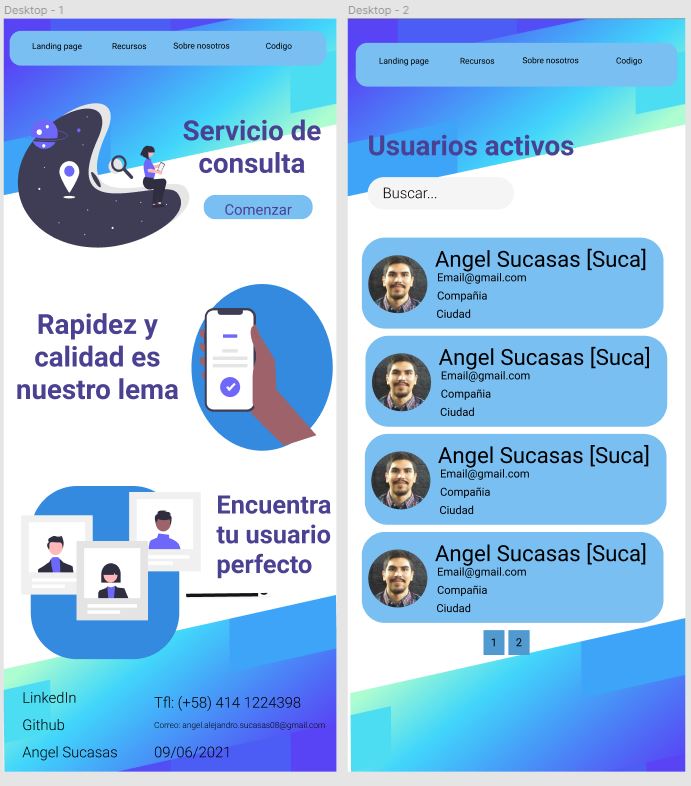 Desktop - 1
Landing page Recursos Sobre nosotros Codigo
Servicio de
consulta
Comenzar
Rapidez y
calidad es
nuestro lema
Encuentra
tu usuario
perfecto
LinkedIn
Github
Angel Sucasas
Tfl: (+58) 414 1224398
Correo: angel.alejandro.sucasas08@gmail.com
09/06/2021
Desktop - 2
Landing page Recursos Sobre nosotros Codigo
Usuarios activos
Buscar...
Angel Sucasas [Suca]
Email@gmail.com
Compañia
Ciudad
Angel Sucasas [Suca]
Email@gmail.com
Compañia
Ciudad
Angel Sucasas [Suca]
Email@gmail.com
Compañia
Ciudad
Angel Sucasas [Suca]
Email@gmail.com
Compañia
Ciudad
1 2